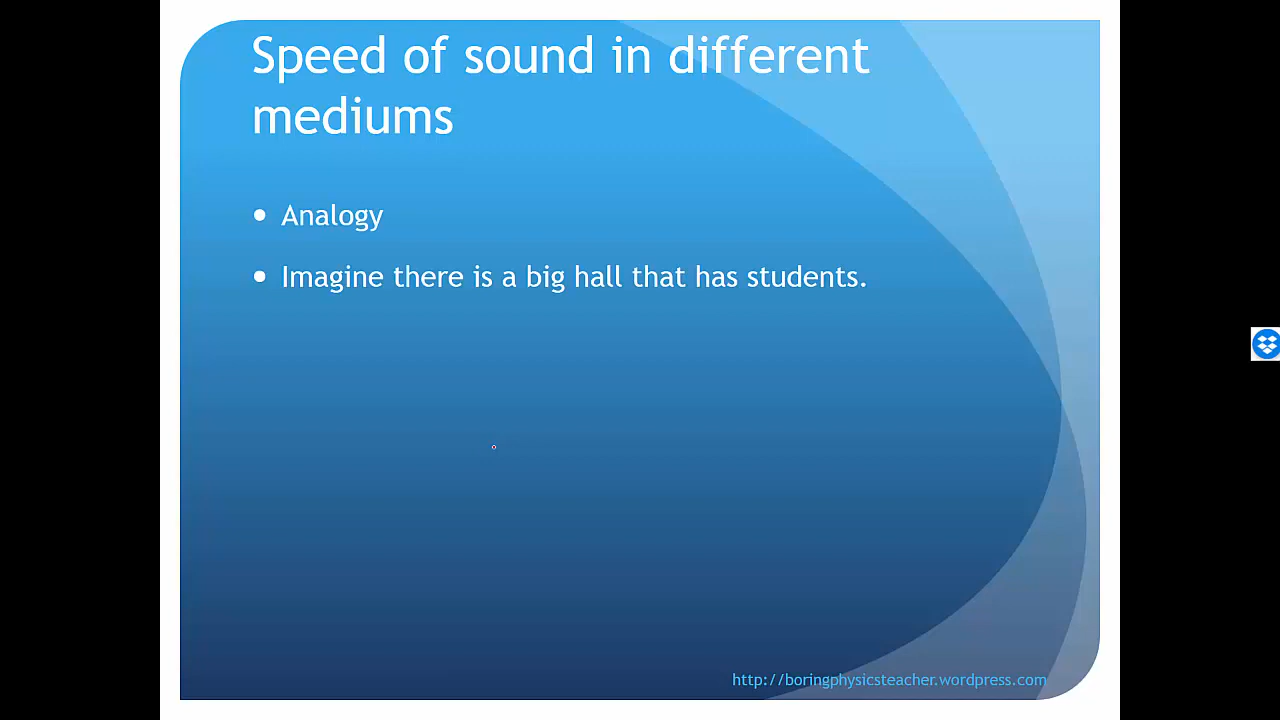 Speed of sound in different
mediums
• Analogy
• Imagine there is a big hall that has students.
http://boringphysicsteacher.wordpress.com